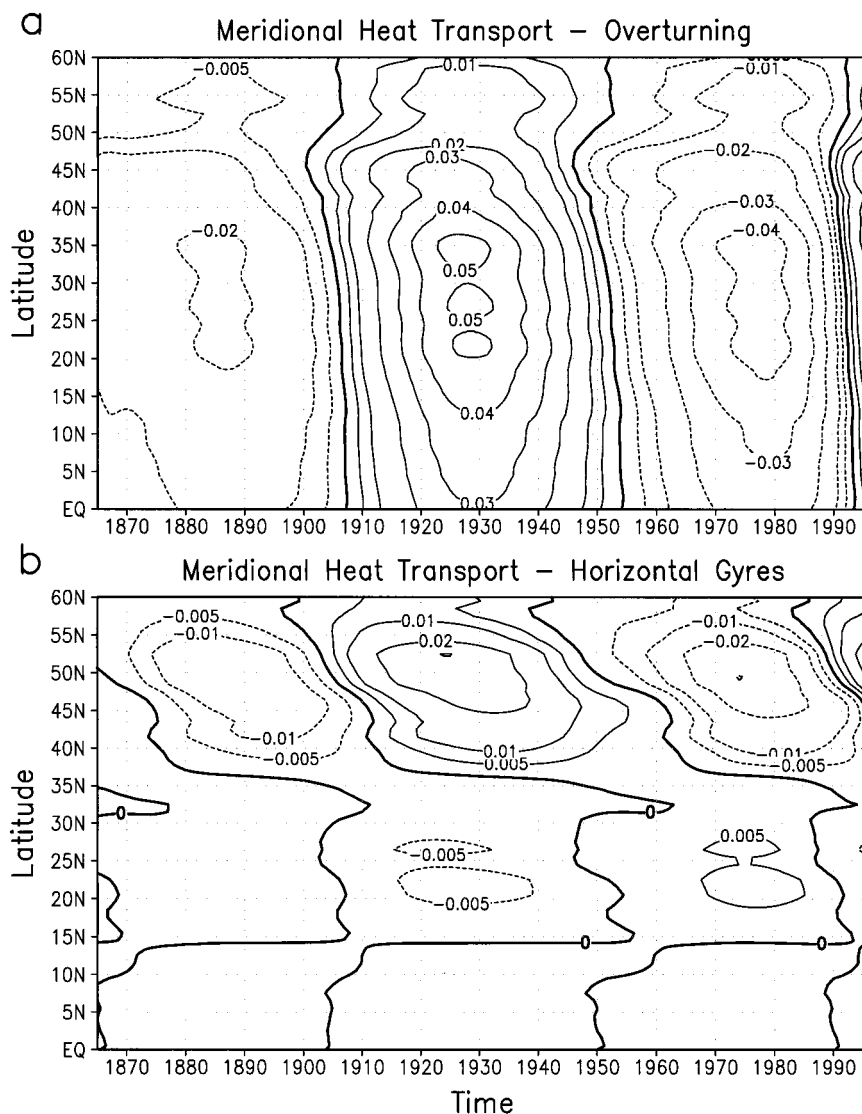 a
Meridional Heat Transport – Overturning
60N
55N
50N
45N
40N
35N
30N
25N
20N
15N
10N
5N
EQ
Latitude
-0.005
0.01
-0.01
0.02
0.03
-0.02
-0.03
-0.02
0.04
-0.04
0.05
0.05
0.04
-0.03
0.03
1870 1880 1890 1900 1910 1920 1930 1940 1950 1960 1970 1980 1990
b
Meridional Heat Transport – Horizontal Gyres
60N
55N
50N
45N
40N
35N
30N
25N
20N
15N
10N
5N
EQ
Latitude
-0.005
-0.01
0.01
0.02
-0.005
-0.01
-0.02
-0.01
-0.005
0.01
0.005
-0.01
-0.005
0
0
0.005
-0.005
-0.005
0
0
1870 1880 1890 1900 1910 1920 1930 1940 1950 1960 1970 1980 1990
Time